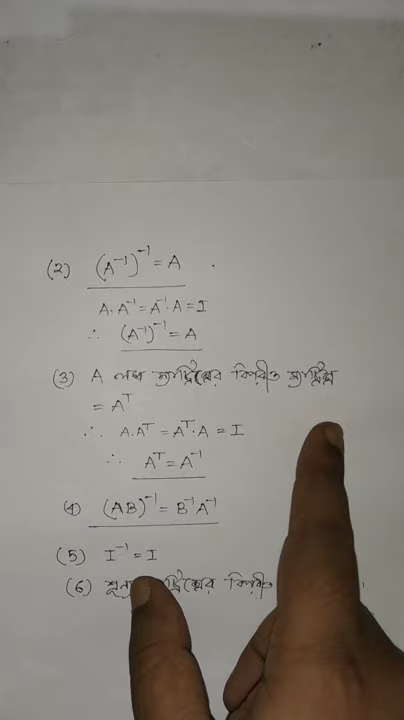 (2) (A⁻¹)⁻¹ = A
A.A⁻¹ = A⁻¹.A = I
∴ (A⁻¹)⁻¹ = A
(3) A লম্ব ম্যাট্রিক্সের বিপরীত ম্যাট্রিক্স
= Aᵀ
∴ A.Aᵀ = Aᵀ.A = I
∴ Aᵀ = A⁻¹
(4) (AB)⁻¹ = B⁻¹A⁻¹
(5) I⁻¹ = I
(6) শূন্য বিপরীত